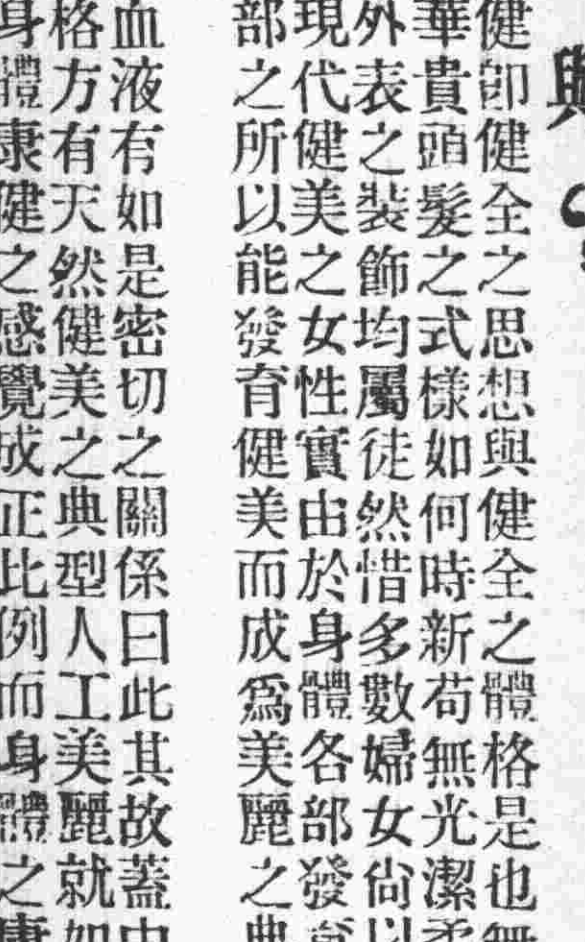 與
健卽健全之思想與健全之體格是也無
華貴頭髮之式樣如何時新苟無光潔柔
外表之裝飾均屬徒然惜多數婦女尙以
現代健美之女性實由於身體各部發育
部之所以能發育健美而成爲美麗之典
血液有如是密切之關係曰此其故蓋由
格方有天然健美之典型人工美麗就如
身體康健之感覺成正比例而身體之康